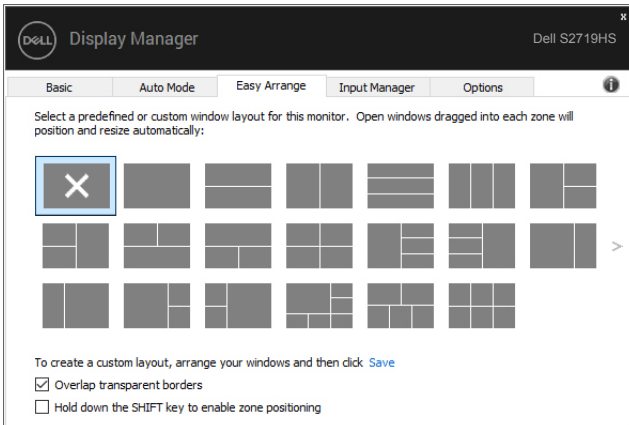 x
DELL Display Manager
Dell S2719HS
Basic Auto Mode Easy Arrange Input Manager Options
Select a predefined or custom window layout for this monitor. Open windows dragged into each zone will
position and resize automatically:
To create a custom layout, arrange your windows and then click Save
Overlap transparent borders
Hold down the SHIFT key to enable zone positioning